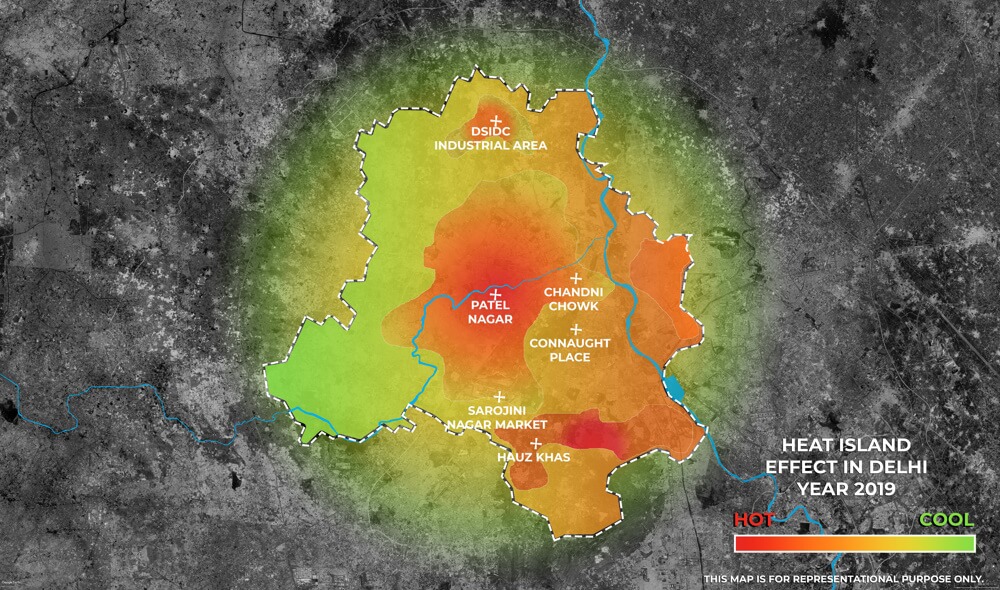 DSIDC
INDUSTRIAL AREA
PATEL
NAGAR
CHANDNI
CHOWK
CONNAUGHT
PLACE
SAROJINI
NAGAR MARKET
HAUZ KHAS
HEAT ISLAND
EFFECT IN DELHI
YEAR 2019
HOT COOL
THIS MAP IS FOR REPRESENTATIONAL PURPOSE ONLY.